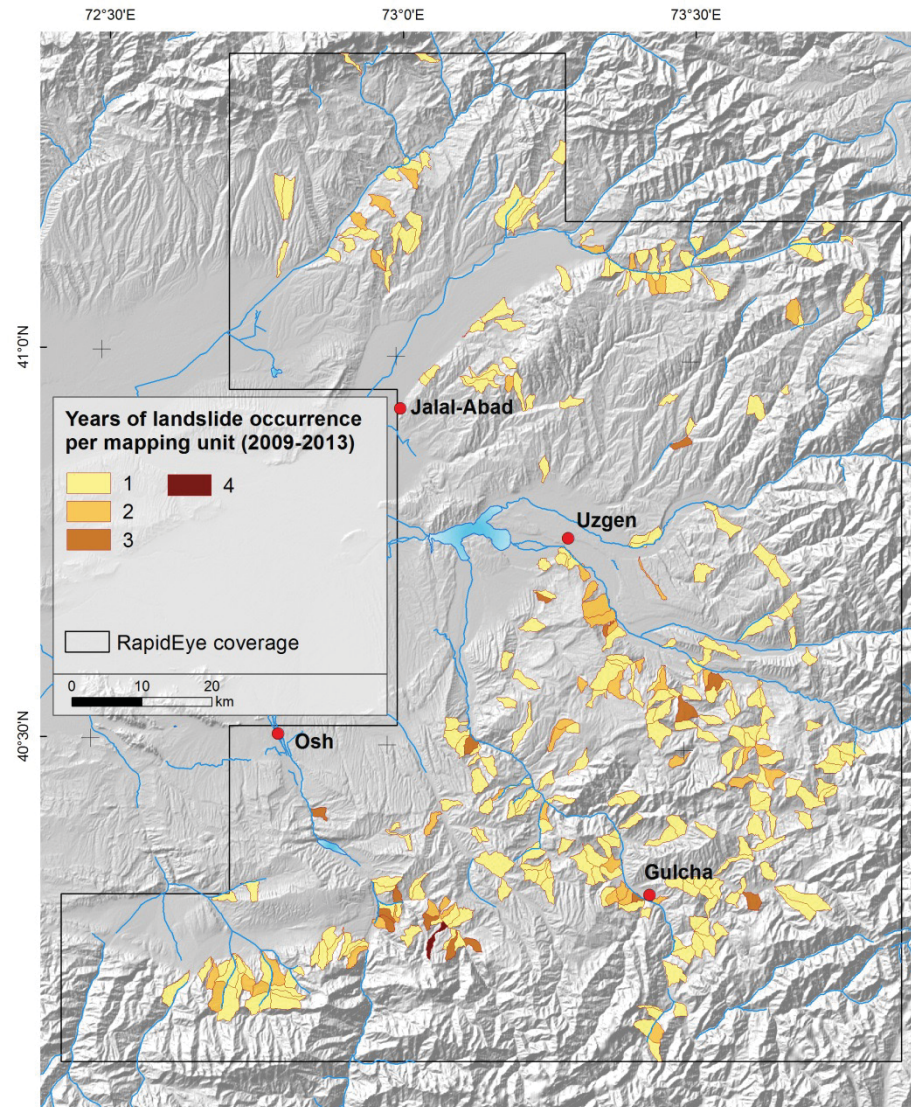 72°30'E
73°0'E
73°30'E
41°0'N
40°30'N
Jalal-Abad
Years of landslide occurrence
per mapping unit (2009-2013)
1
4
2
3
RapidEye coverage
0
10
20
km
Uzgen
Osh
Gulcha